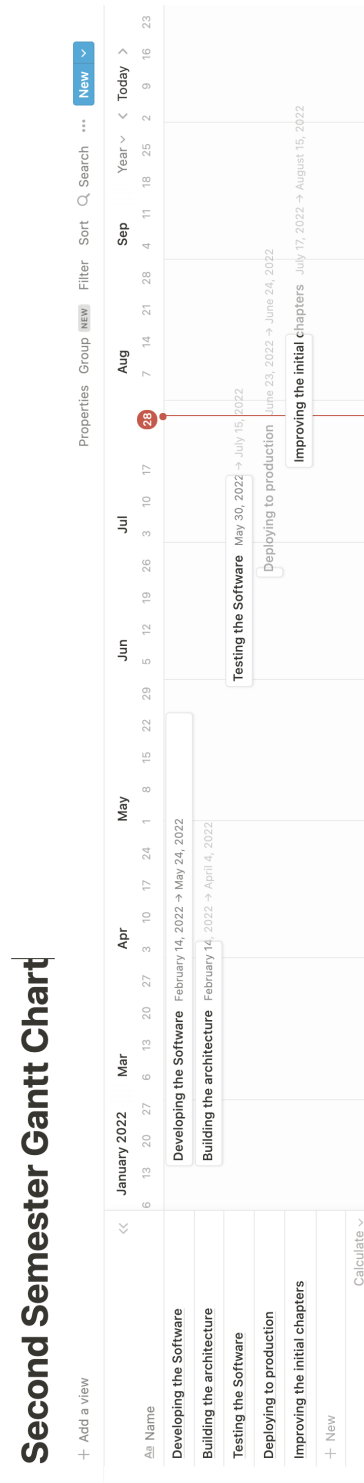 Second Semester Gantt Chart
+ Add a view
Properties Group NEW Filter Sort Search ...
New
January 2022 Mar Apr May Jun Jul Aug Sep
Year Today
Aa Name
6 13 20 27 6 13 20 27 3 10 17 24 1 8 15 22 29 5 12 19 26 3 10 17 28 7 14 21 28 4 11 18 25 2 9 16 23
Developing the Software
Developing the Software February 14, 2022 → May 24, 2022
Building the architecture
Building the architecture February 14, 2022 → April 4, 2022
Testing the Software
Testing the Software May 30, 2022 → July 15, 2022
Deploying to production
Deploying to production June 23, 2022 → June 24, 2022
Improving the initial chapters
Improving the initial chapters July 17, 2022 → August 15, 2022
+ New
Calculate